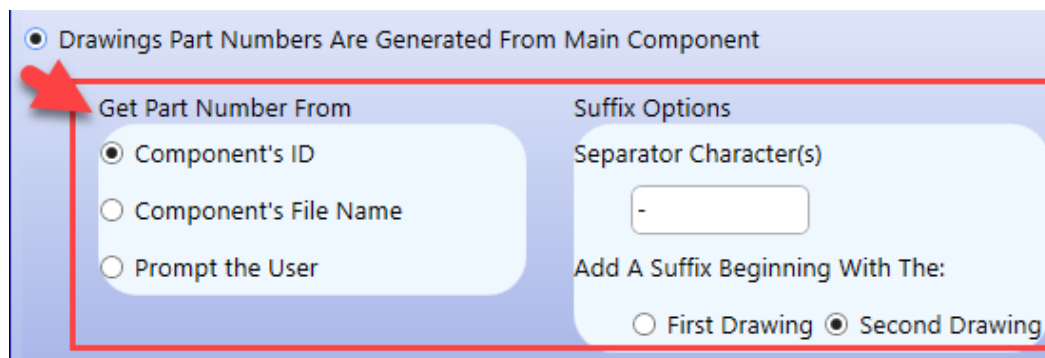 Drawings Part Numbers Are Generated From Main Component
Get Part Number From
Component's ID
Component's File Name
Prompt the User
Suffix Options
Separator Character(s)
-
Add A Suffix Beginning With The:
First Drawing Second Drawing